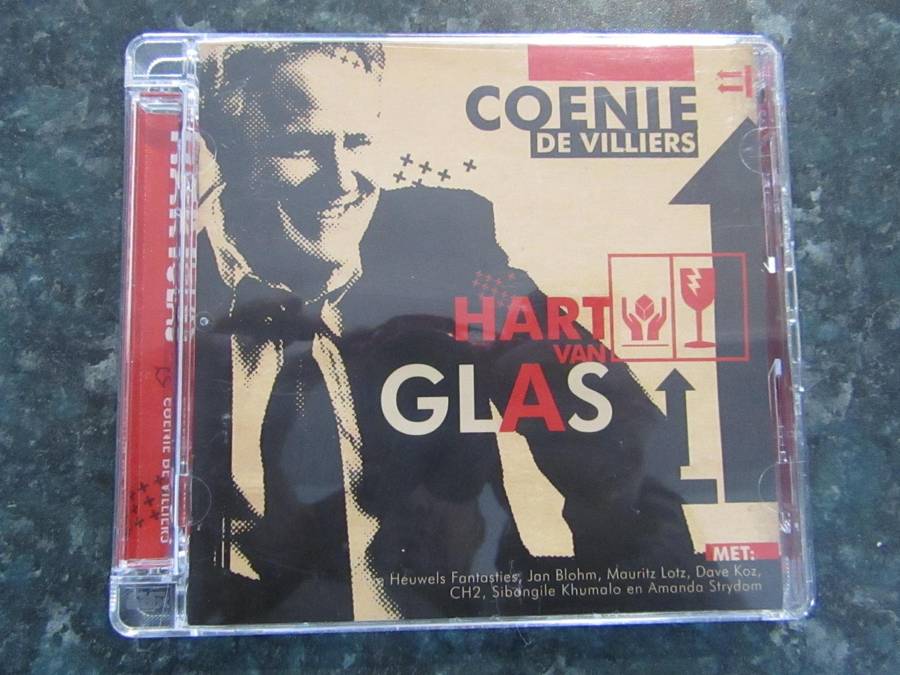 COENIE
DE VILLIERS
HART
VAN
GLAS
MET:
Heuwels Fantasties, Jan Blohm, Mauritz Lotz, Dave Koz,
CH2, Sibongile Khumalo en Amanda Strydom
COENIE DE VILLIERS